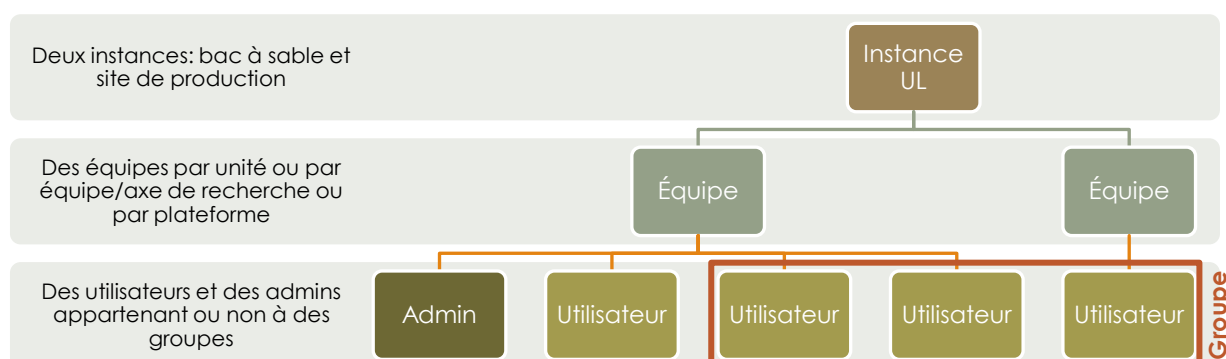 Deux instances: bac à sable et
site de production
Instance
UL
Des équipes par unité ou par
équipe/axe de recherche ou
par plateforme
Équipe
Équipe
Des utilisateurs et des admins
appartenant ou non à des
groupes
Admin
Utilisateur
Utilisateur
Utilisateur
Utilisateur
Groupe